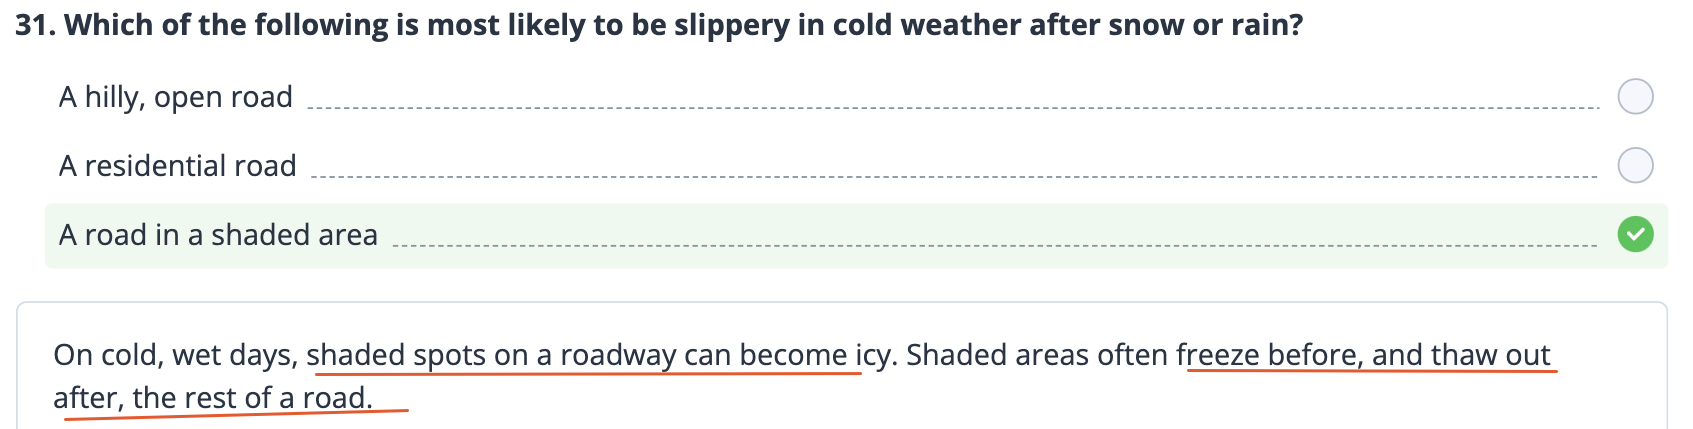 31. Which of the following is most likely to be slippery in cold weather after snow or rain?
A hilly, open road
A residential road
A road in a shaded area
On cold, wet days, shaded spots on a roadway can become icy. Shaded areas often freeze before, and thaw out
after, the rest of a road.